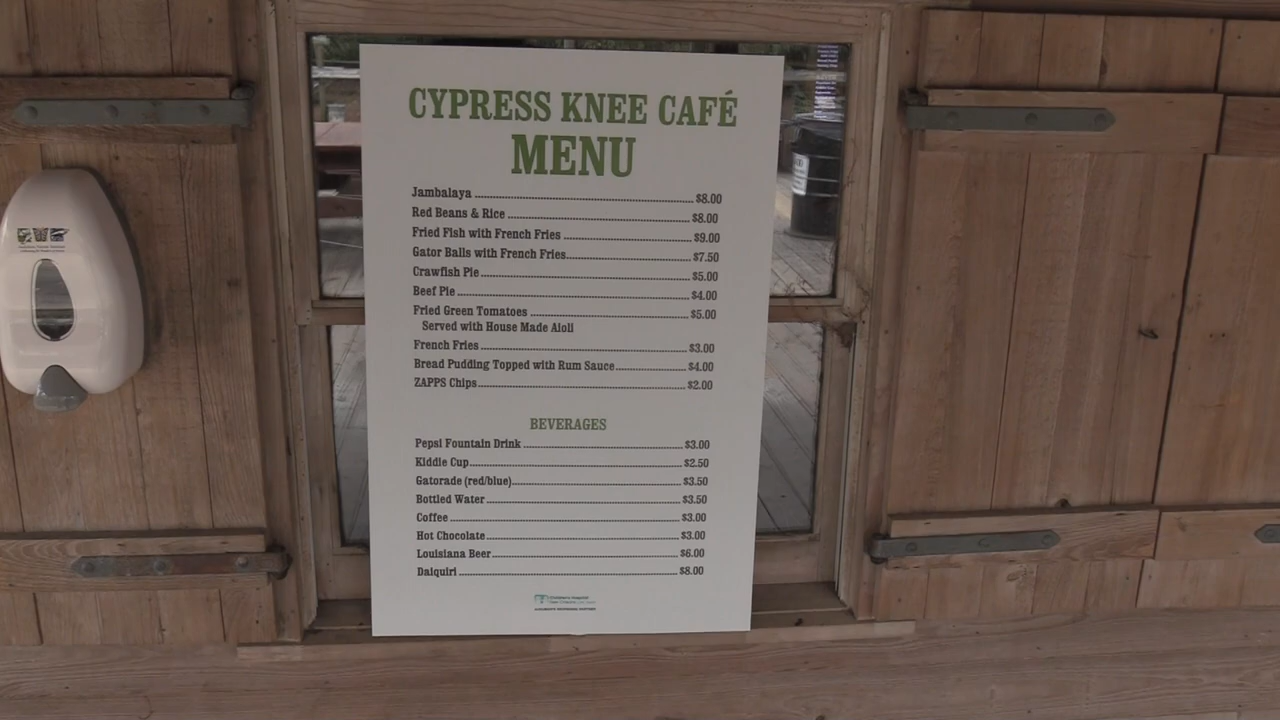 CYPRESS KNEE CAFÉ
MENU
Jambalaya $8.00
Red Beans & Rice $8.00
Fried Fish with French Fries $9.00
Gator Balls with French Fries $7.50
Crawfish Pie $5.00
Beef Pie $4.00
Fried Green Tomatoes $5.00
Served with House Made Aioli
French Fries $3.00
Bread Pudding Topped with Rum Sauce $4.00
ZAPPS Chips $2.00
BEVERAGES
Pepsi Fountain Drink $3.00
Kiddie Cup $2.50
Gatorade (red/blue) $3.50
Bottled Water $3.50
Coffee $3.00
Hot Chocolate $3.00
Louisiana Beer $6.00
Daiquiri $8.00
Children's Hospital